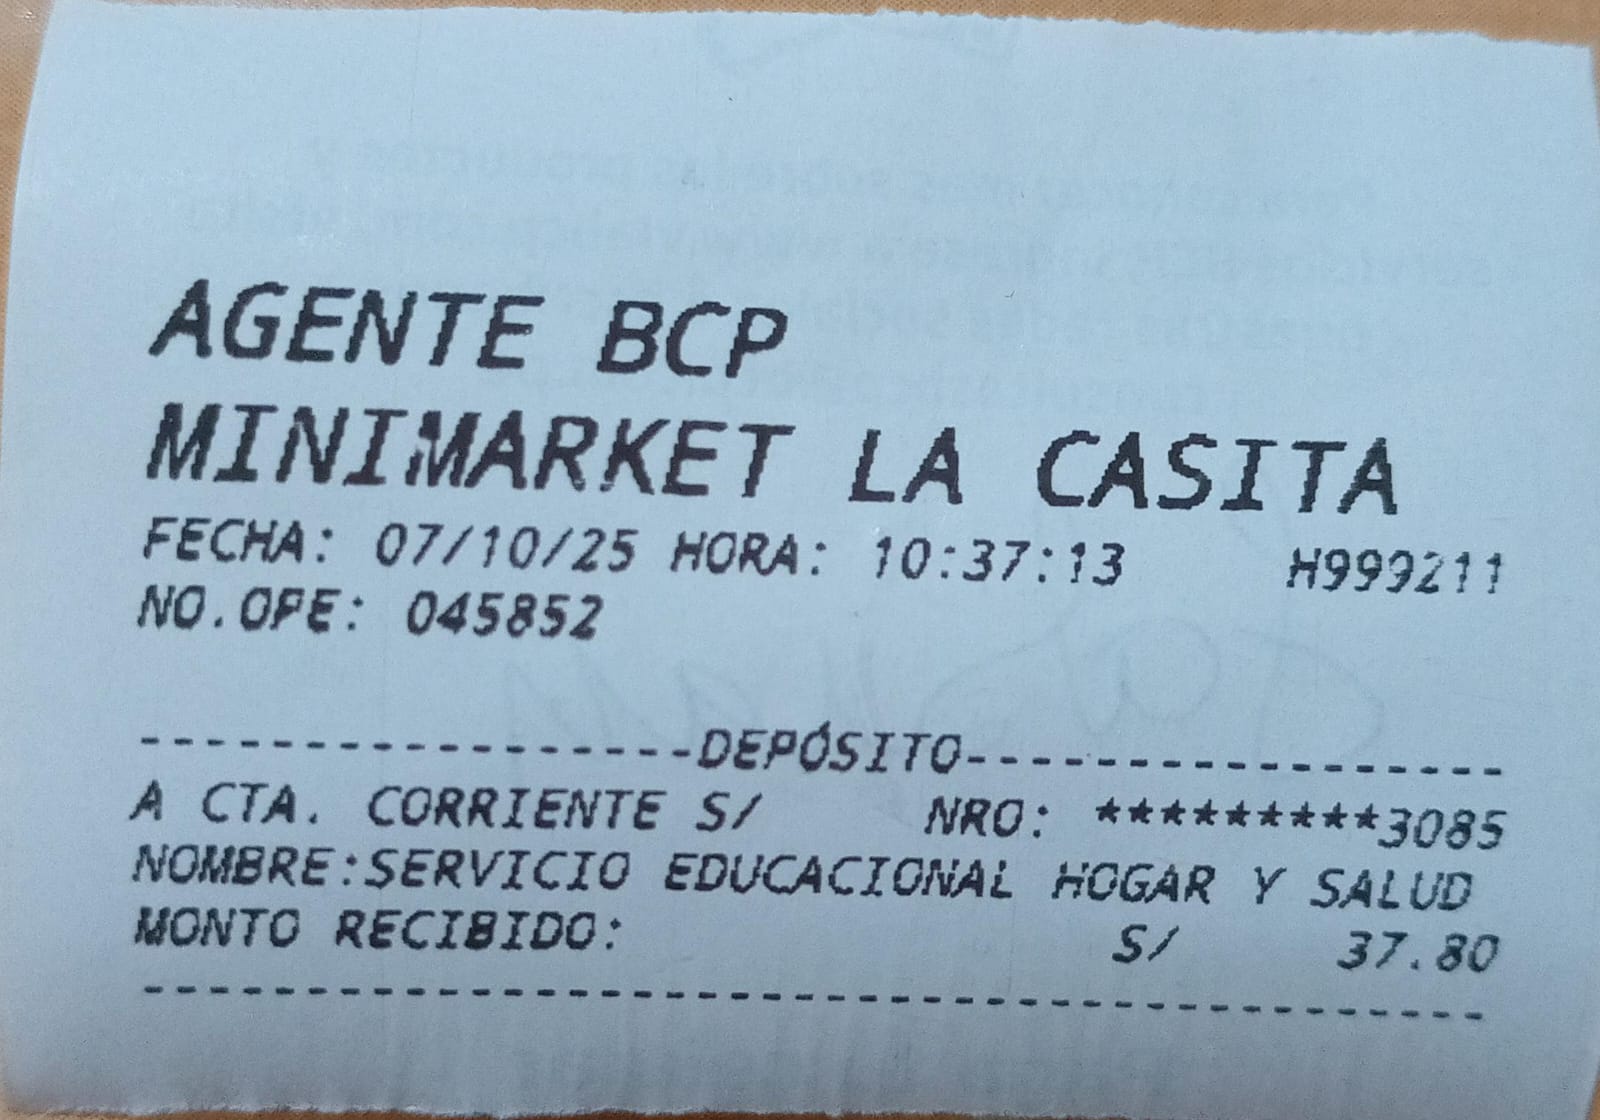 AGENTE BCP
MINIMARKET LA CASITA
FECHA: 07/10/25 HORA: 10:37:13 H999211
NO.OPE: 045852
------------------DEPÓSITO------------------
A CTA. CORRIENTE S/ NRO: *********3085
NOMBRE:SERVICIO EDUCACIONAL HOGAR Y SALUD
MONTO RECIBIDO: S/ 37.80
--------------------------------------------